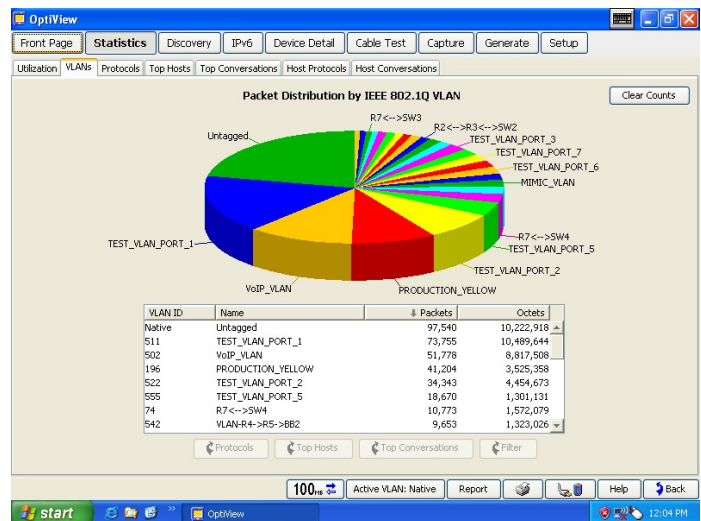 OptiView
Front Page Statistics Discovery IPv6 Device Detail Cable Test Capture Generate Setup
Utilization VLANs Protocols Top Hosts Top Conversations Host Protocols Host Conversations
Packet Distribution by IEEE 802.1Q VLAN
Clear Counts
R7<-->SW3
R2<-->R3<-->SW2
Untagged
TEST_VLAN_PORT_3
TEST_VLAN_PORT_7
TEST_VLAN_PORT_6
MIMIC_VLAN
R7<-->SW4
TEST_VLAN_PORT_1
TEST_VLAN_PORT_5
TEST_VLAN_PORT_2
VoIP_VLAN
PRODUCTION_YELLOW
VLAN ID Name Packets Octets
Native Untagged 97,540 10,222,918
511 TEST_VLAN_PORT_1 73,755 10,489,644
502 VoIP_VLAN 51,778 8,817,508
196 PRODUCTION_YELLOW 41,204 3,525,358
522 TEST_VLAN_PORT_2 34,343 4,454,673
555 TEST_VLAN_PORT_5 18,670 1,301,131
74 R7<-->SW4 10,773 1,572,079
542 VLAN-R4->R5->BB2 9,653 1,323,026
Protocols Top Hosts Top Conversations Filter
100MB Active VLAN: Native Report Help Back
start OptiView 12:04 PM